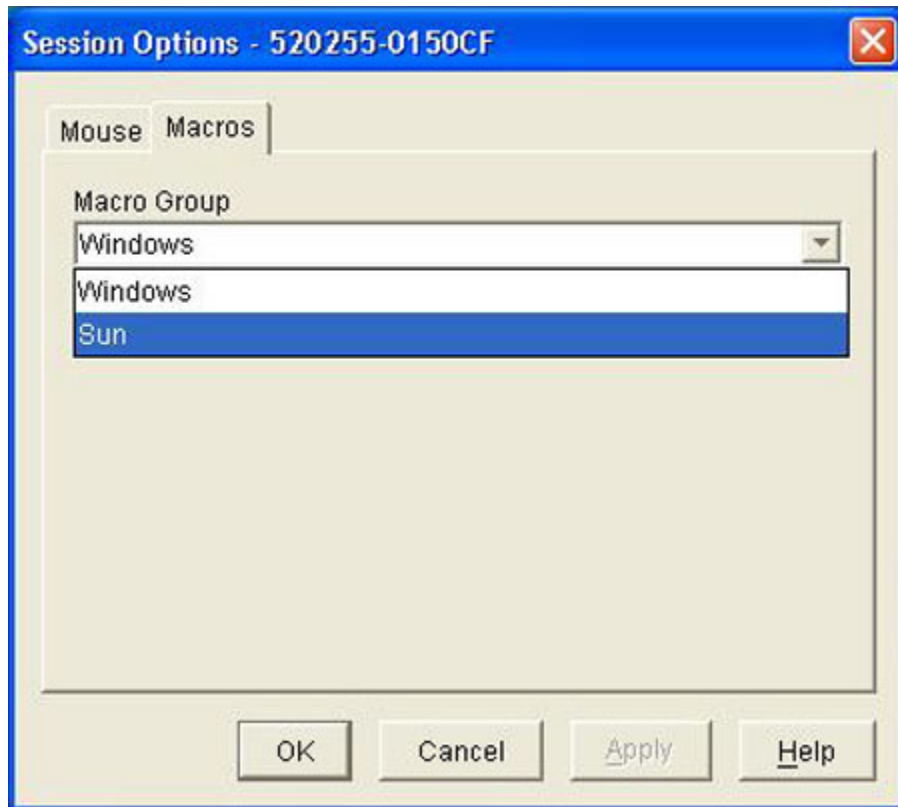 Session Options - 520255-0150CF
Mouse Macros
Macro Group
Windows
Windows
Sun
OK Cancel Apply Help